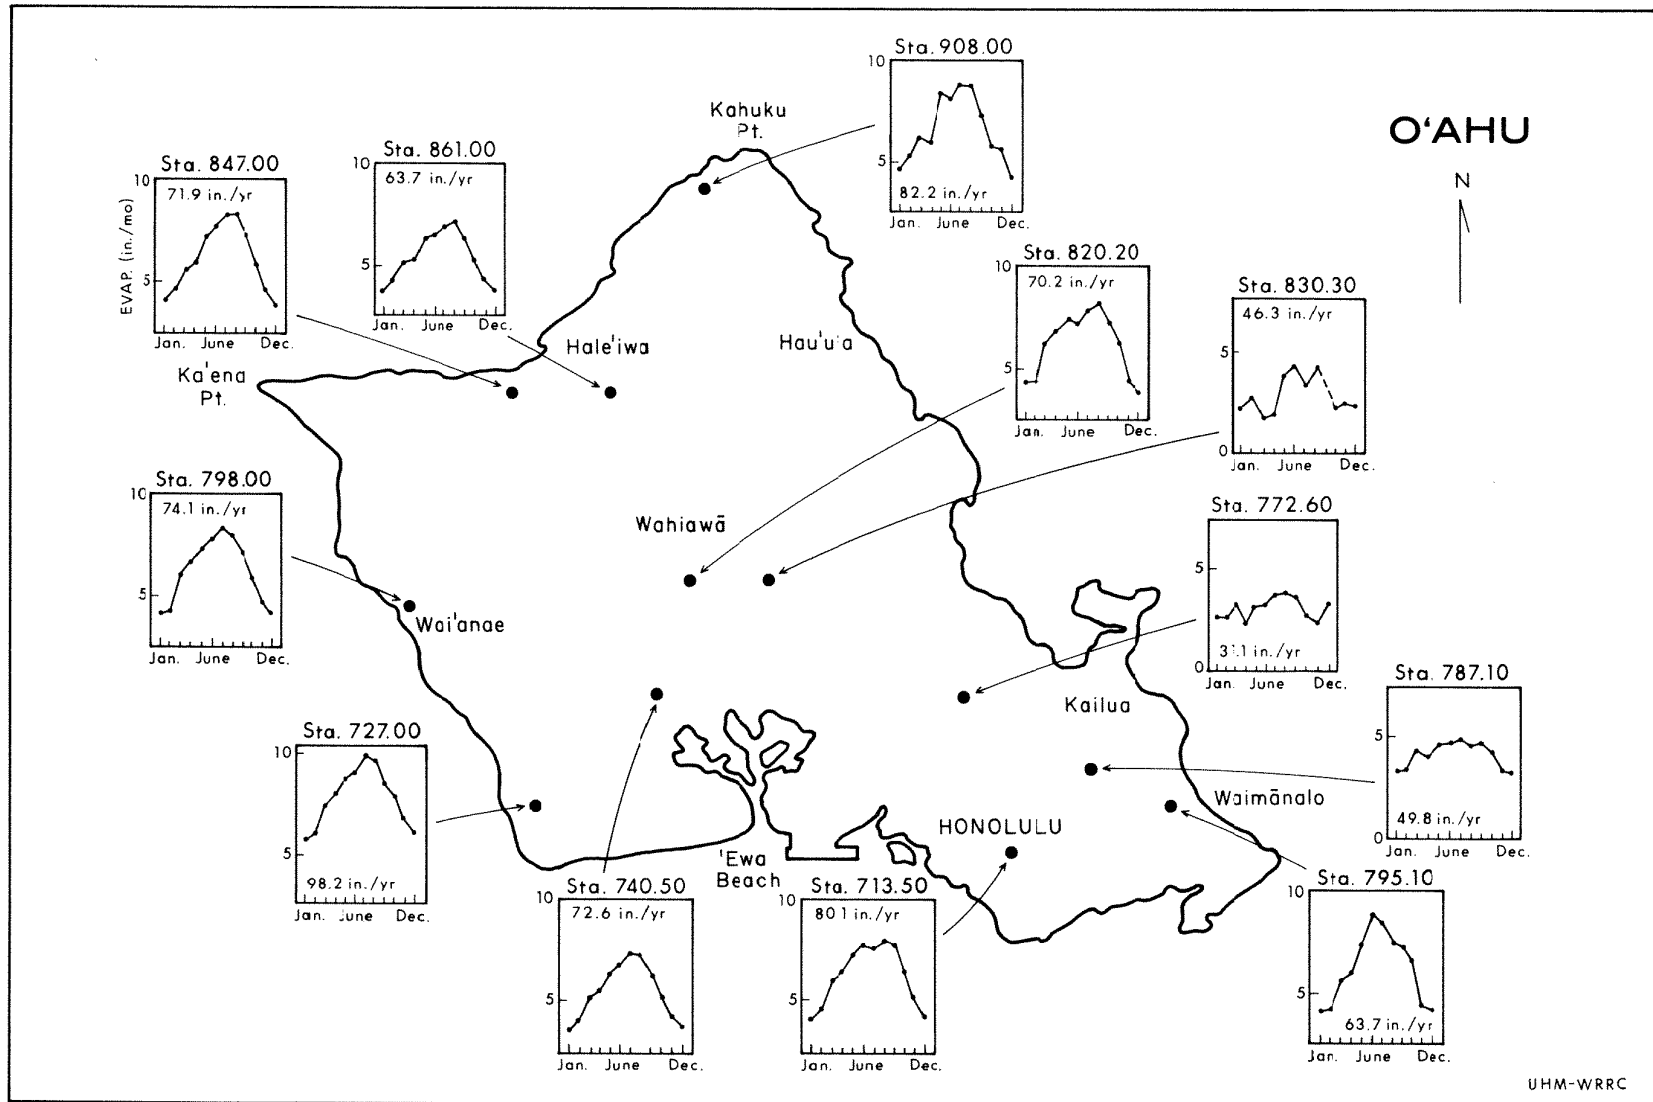 O'AHU
N
Sta. 908.00
10
5
82.2 in./yr
Jan. June Dec.
Kahuku
Pt.
Sta. 847.00
10
71.9 in./yr
EVAP. (in./mo)
5
Jan. June Dec.
Sta. 861.00
10
63.7 in./yr
5
Jan. June Dec.
Sta. 820.20
10
70.2 in./yr
5
Jan. June Dec.
Sta. 830.30
46.3 in./yr
5
0
Jan. June Dec.
Ka'ena
Pt.
Hale'iwa
Hau'ula
Sta. 798.00
10
74.1 in./yr
5
Jan. June Dec.
Wahiawā
Sta. 772.60
5
31.1 in./yr
0
Jan. June Dec.
Wai'anae
Kailua
Sta. 787.10
5
49.8 in./yr
0
Jan. June Dec.
Sta. 727.00
10
5
98.2 in./yr
Jan. June Dec.
Waimānalo
HONOLULU
'Ewa
Beach
Sta. 740.50
10
72.6 in./yr
5
Jan. June Dec.
Sta. 713.50
10
80.1 in./yr
5
Jan. June Dec.
Sta. 795.10
10
5
63.7 in./yr
Jan. June Dec.
UHM-WRRC